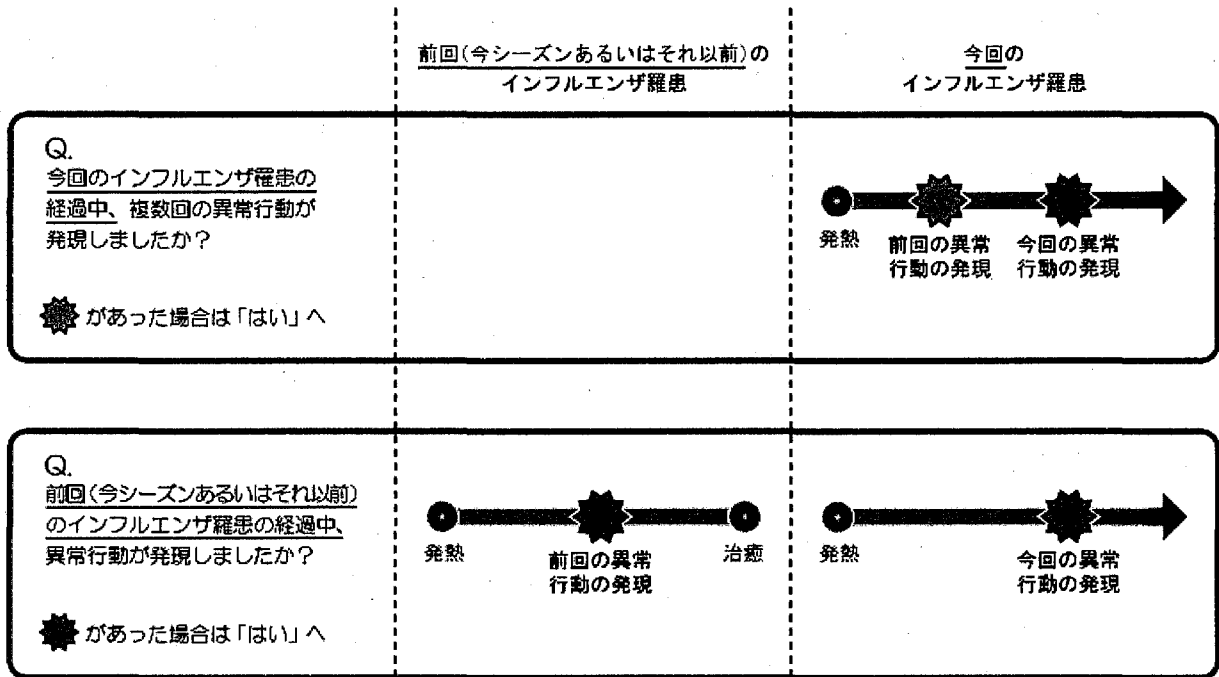 前回(今シーズンあるいはそれ以前)の
インフルエンザ羅患
今回の
インフルエンザ羅患
Q.
今回のインフルエンザ罹患の
経過中、複数回の異常行動が
発現しましたか?
があった場合は「はい」へ
発熱
前回の異常
行動の発現
今回の異常
行動の発現
Q.
前回(今シーズンあるいはそれ以前)
のインフルエンザ羅患の経過中、
異常行動が発現しましたか?
があった場合は「はい」へ
発熱
前回の異常
行動の発現
治癒
発熱
今回の異常
行動の発現